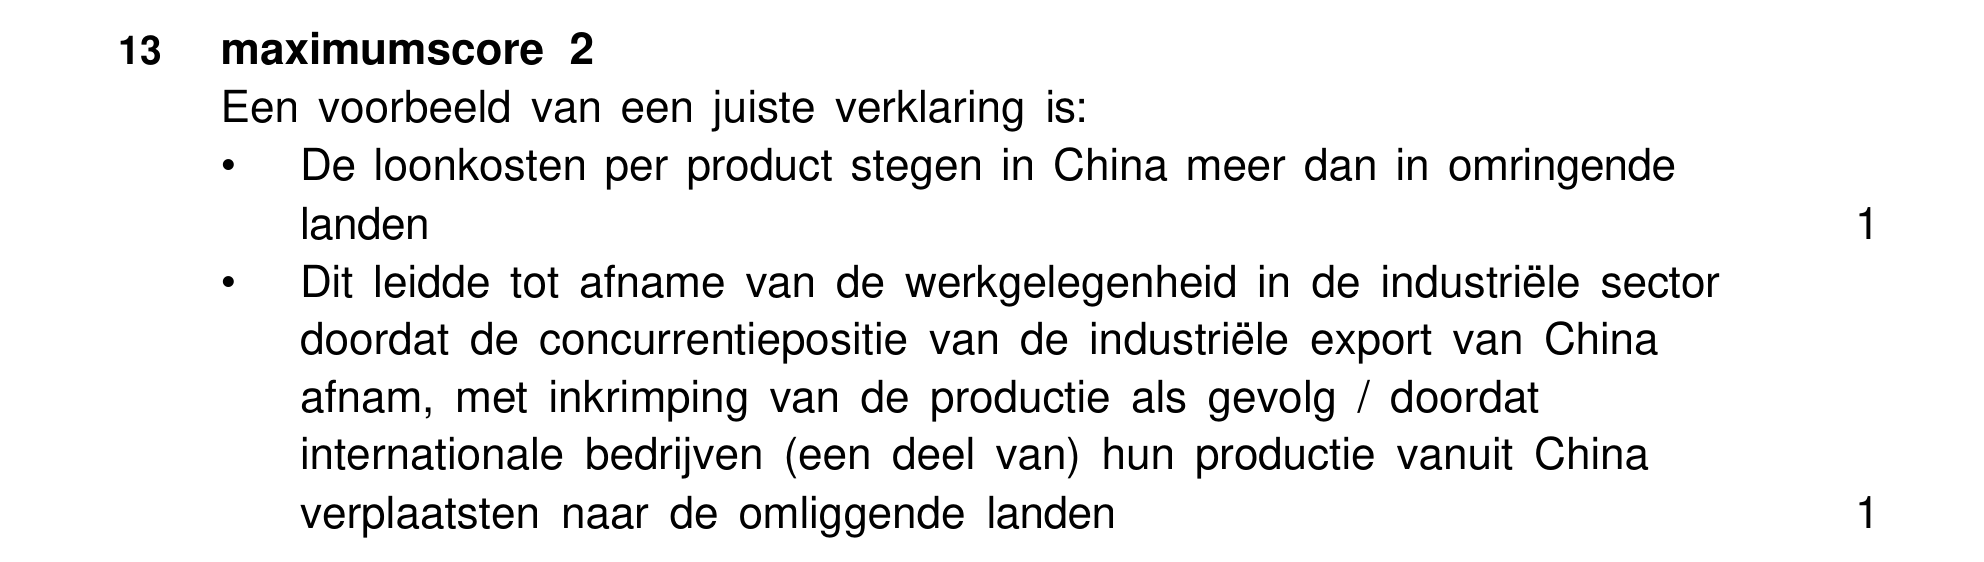 13 maximumscore 2
Een voorbeeld van een juiste verklaring is:
• De loonkosten per product stegen in China meer dan in omringende
landen 1
• Dit leidde tot afname van de werkgelegenheid in de industriële sector
doordat de concurrentiepositie van de industriële export van China
afnam, met inkrimping van de productie als gevolg / doordat
internationale bedrijven (een deel van) hun productie vanuit China
verplaatsten naar de omliggende landen 1